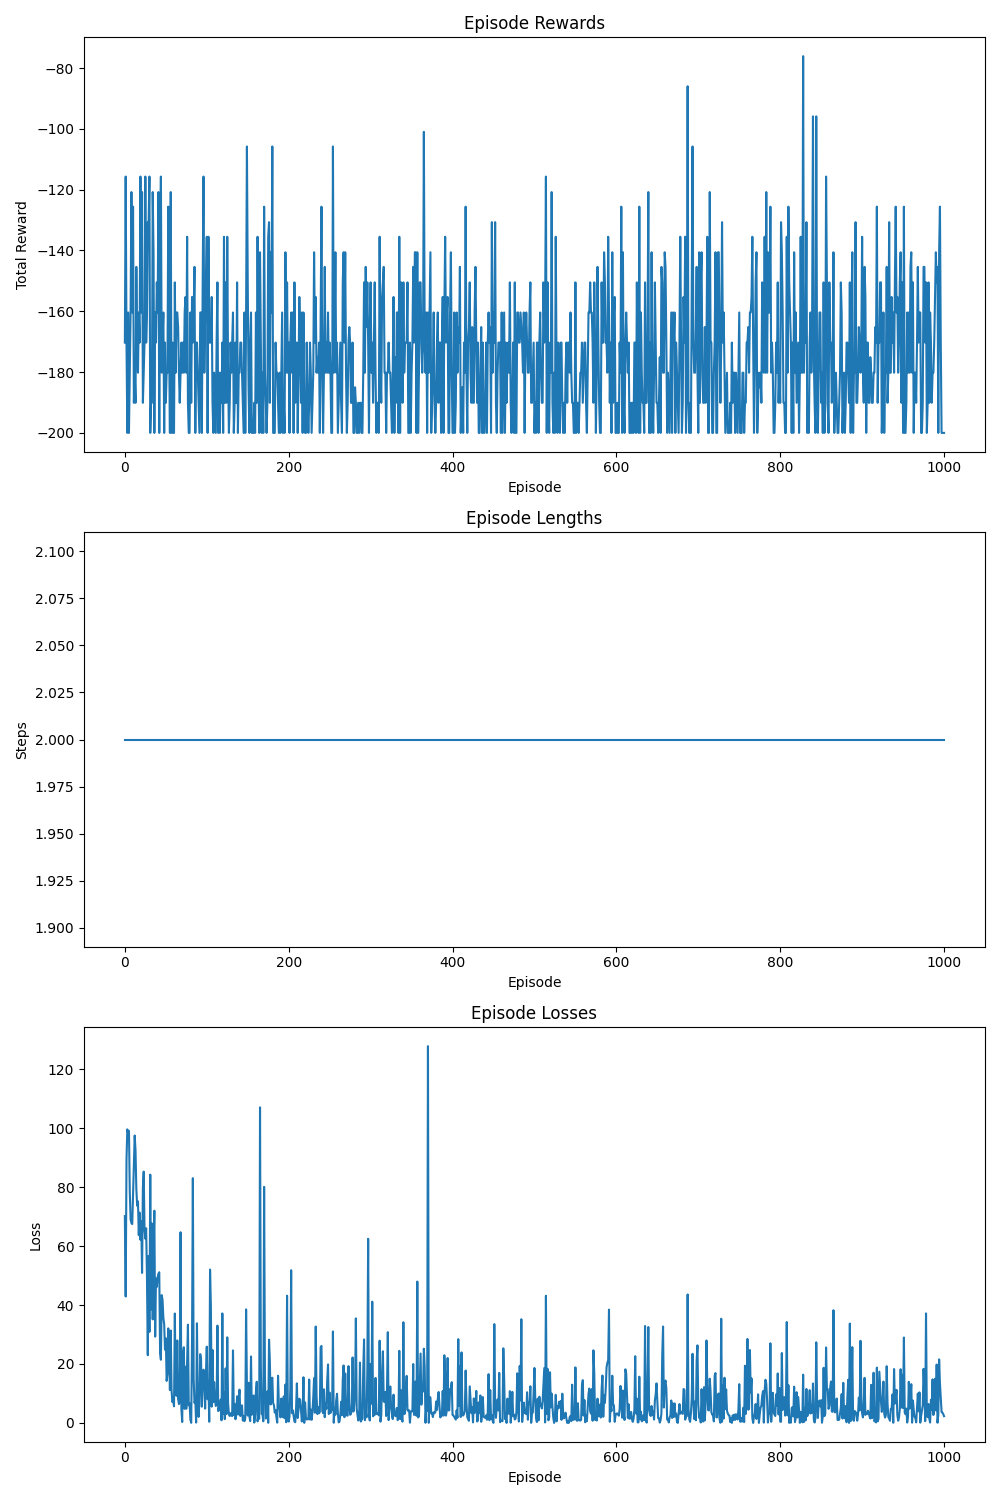 Episode Rewards
−80
−100
−120
−140
−160
−180
−200
Total Reward
0 200 400 600 800 1000
Episode
Episode Lengths
2.100
2.075
2.050
2.025
2.000
1.975
1.950
1.925
1.900
Steps
0 200 400 600 800 1000
Episode
Episode Losses
120
100
80
60
40
20
0
Loss
0 200 400 600 800 1000
Episode